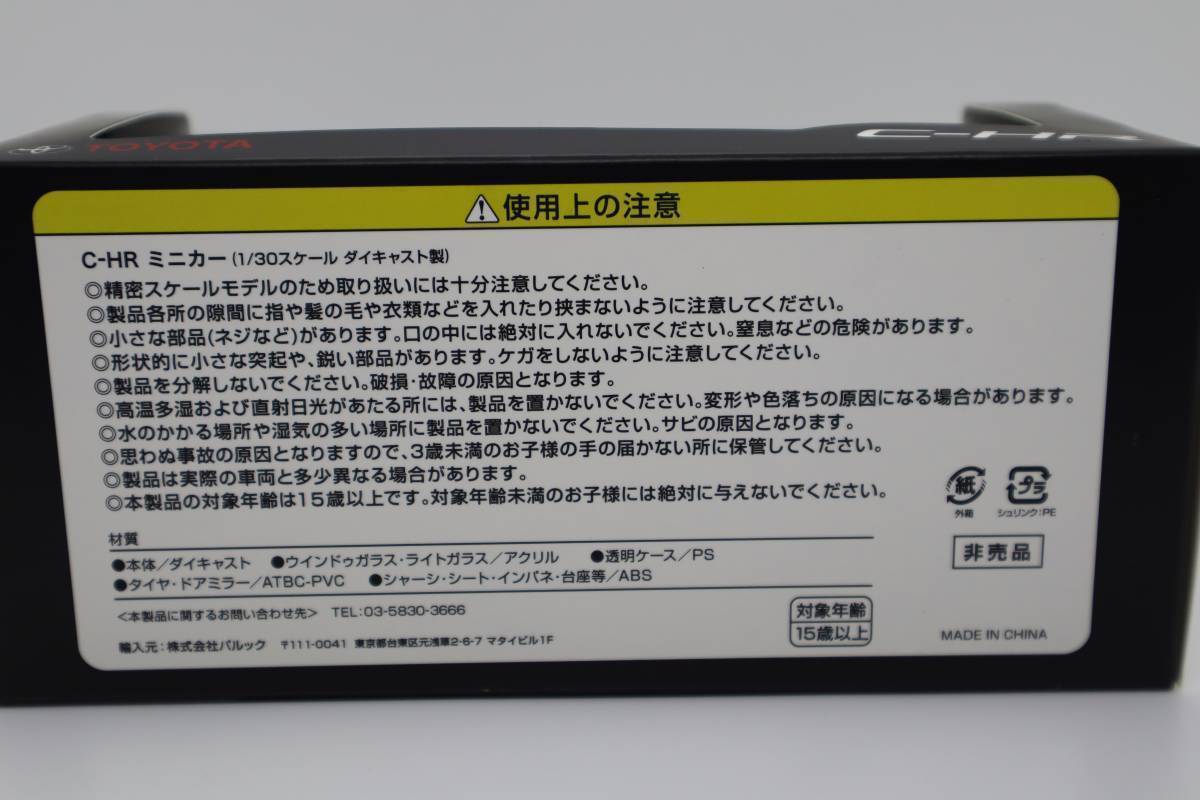 TOYOTA
C-HR
使用上の注意
C-HR ミニカー(1/30スケール ダイキャスト製)
◎精密スケールモデルのため取り扱いには十分注意してください。
◎製品各所の隙間に指や髪の毛や衣類などを入れたり挟まないように注意してください。
◎小さな部品(ネジなど)があります。口の中には絶対に入れないでください。窒息などの危険があります。
◎形状的に小さな突起や、鋭い部品があります。ケガをしないように注意してください。
◎製品を分解しないでください。破損・故障の原因となります。
◎高温多湿および直射日光があたる所には、製品を置かないでください。変形や色落ちの原因になる場合があります。
◎水のかかる場所や湿気の多い場所に製品を置かないでください。サビの原因となります。
◎思わぬ事故の原因となりますので、3歳未満のお子様の手の届かない所に保管してください。
◎製品は実際の車両と多少異なる場合があります。
◎本製品の対象年齢は15歳以上です。対象年齢未満のお子様には絶対に与えないでください。
紙 プラ
外箱 シュリンク:PE
非売品
材質
●本体/ダイキャスト ●ウインドゥガラス・ライトガラス/アクリル ●透明ケース/PS
●タイヤ・ドアミラー/ATBC-PVC ●シャーシ・シート・インパネ・台座等/ABS
<本製品に関するお問い合わせ先> TEL:03-5830-3666
輸入元:株式会社バルック 〒111-0041 東京都台東区元浅草2-6-7 マタイビル1F
対象年齢
15歳以上
MADE IN CHINA